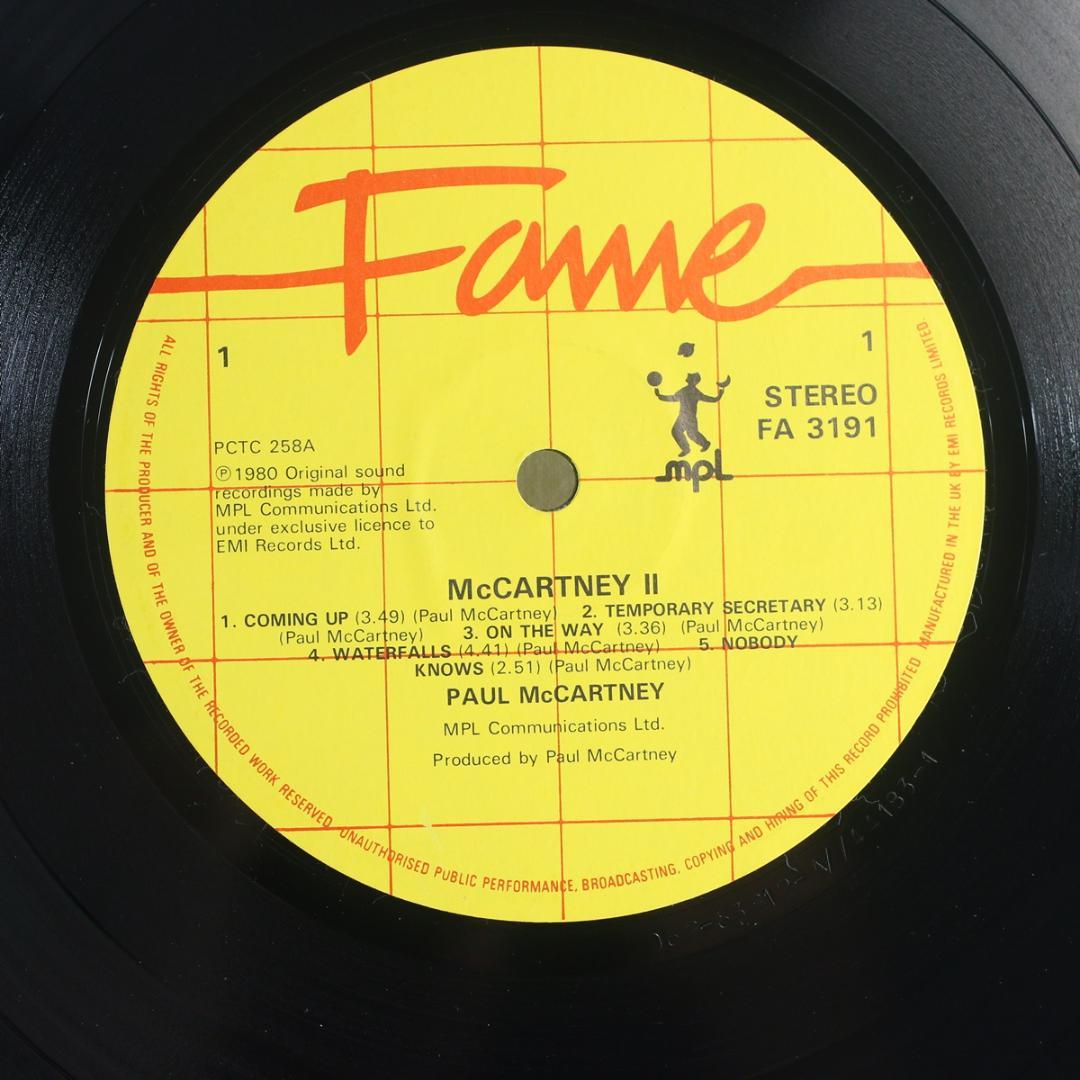 Fame
1
1
STEREO
FA 3191
mpL
PCTC 258A
Ⓟ1980 Original sound
recordings made by
MPL Communications Ltd.
under exclusive licence to
EMI Records Ltd.
McCARTNEY II
1. COMING UP (3.49) (Paul McCartney) 2. TEMPORARY SECRETARY (3.13)
(Paul McCartney) 3. ON THE WAY (3.36) (Paul McCartney)
4. WATERFALLS (4.41) (Paul McCartney) 5. NOBODY
KNOWS (2.51) (Paul McCartney)
PAUL McCARTNEY
MPL Communications Ltd.
Produced by Paul McCartney
ALL RIGHTS OF THE PRODUCER AND OF THE OWNER OF THE RECORDED WORK RESERVED. UNAUTHORISED PUBLIC PERFORMANCE, BROADCASTING, COPYING AND HIRING OF THIS RECORD PROHIBITED. MANUFACTURED IN THE UK BY EMI RECORDS LIMITED.